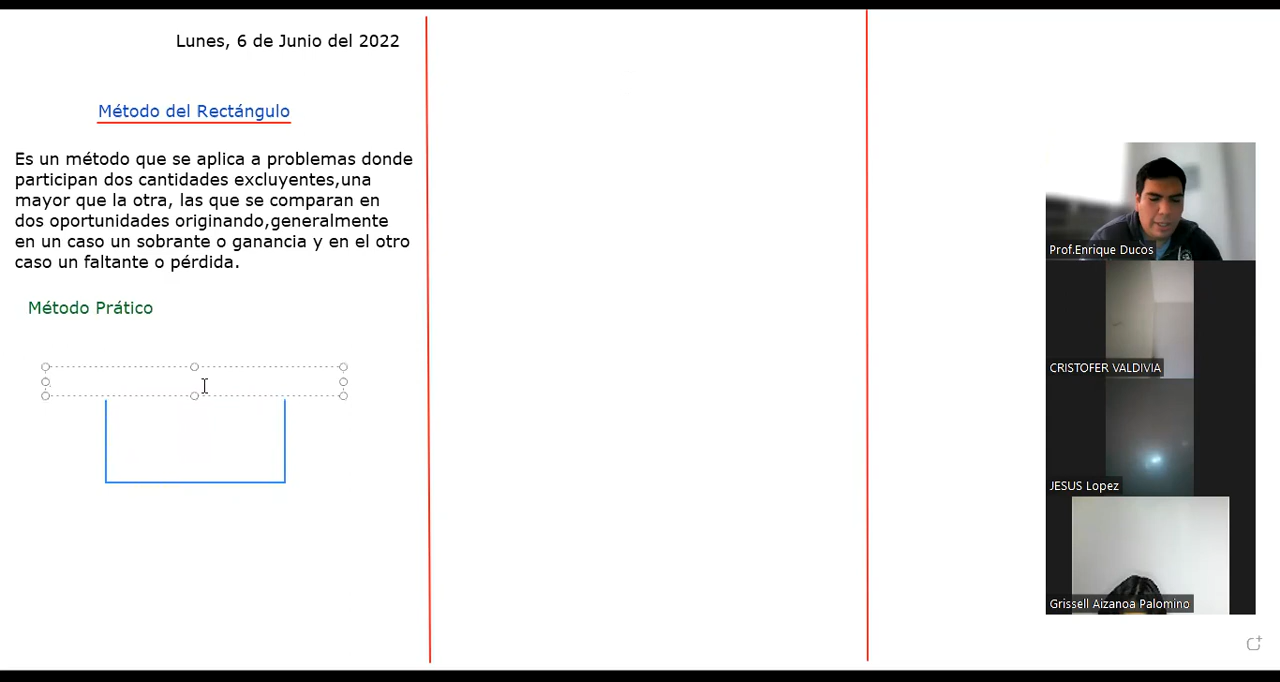 Lunes, 6 de Junio del 2022
Método del Rectángulo
Es un método que se aplica a problemas donde
participan dos cantidades excluyentes,una
mayor que la otra, las que se comparan en
dos oportunidades originando,generalmente
en un caso un sobrante o ganancia y en el otro
caso un faltante o pérdida.
Método Prático
Prof.Enrique Ducos
CRISTOFER VALDIVIA
JESUS Lopez
Grissell Aizanoa Palomino